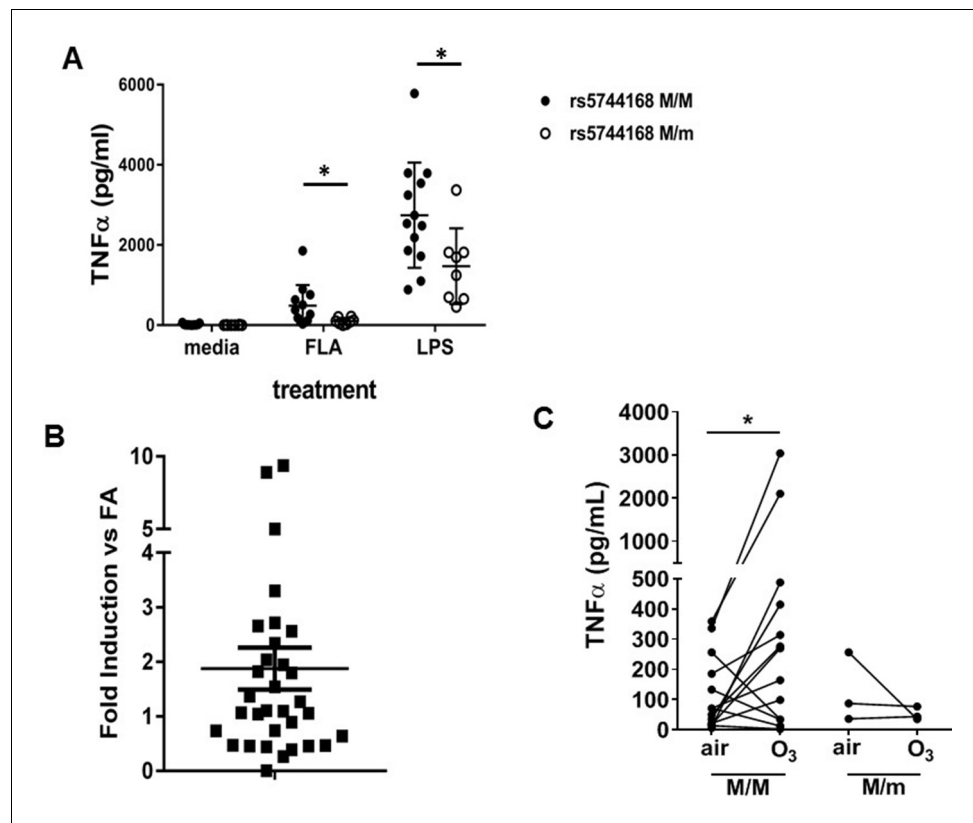 A
TNFα (pg/ml)
6000
4000
2000
0
*
*
media FLA LPS
treatment
rs5744168 M/M
rs5744168 M/m
B
Fold Induction vs FA
10
5
4
3
2
1
0
C
TNFα (pg/mL)
4000
3000
2000
1000
500
400
300
200
100
0
*
air O₃ air O₃
M/M M/m